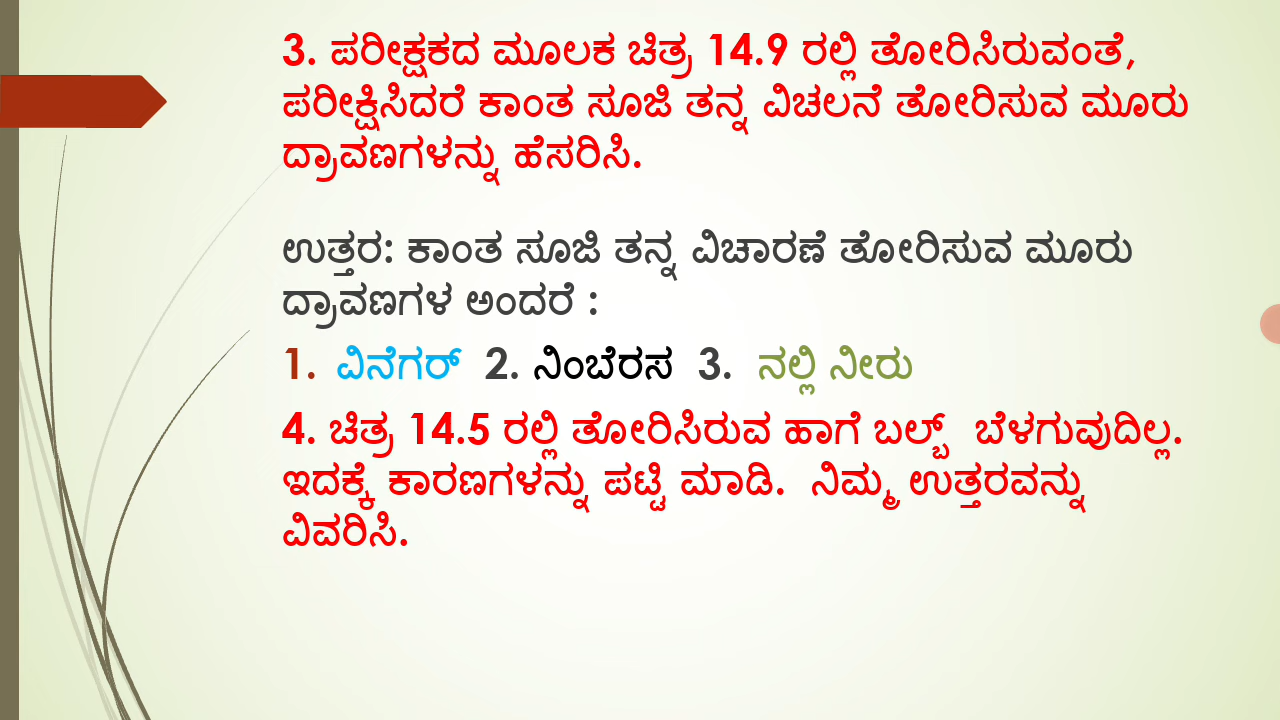 3. ಪರೀಕ್ಷಕದ ಮೂಲಕ ಚಿತ್ರ 14.9 ರಲ್ಲಿ ತೋರಿಸಿರುವಂತೆ,
ಪರೀಕ್ಷಿಸಿದರೆ ಕಾಂತ ಸೂಜಿ ತನ್ನ ವಿಚಲನೆ ತೋರಿಸುವ ಮೂರು
ದ್ರಾವಣಗಳನ್ನು ಹೆಸರಿಸಿ.
ಉತ್ತರ: ಕಾಂತ ಸೂಜಿ ತನ್ನ ವಿಚಾರಣೆ ತೋರಿಸುವ ಮೂರು
ದ್ರಾವಣಗಳ ಅಂದರೆ :
1. ವಿನೆಗರ್ 2. ನಿಂಬೆರಸ 3. ನಲ್ಲಿ ನೀರು
4. ಚಿತ್ರ 14.5 ರಲ್ಲಿ ತೋರಿಸಿರುವ ಹಾಗೆ ಬಲ್ಬ್ ಬೆಳಗುವುದಿಲ್ಲ.
ಇದಕ್ಕೆ ಕಾರಣಗಳನ್ನು ಪಟ್ಟಿ ಮಾಡಿ. ನಿಮ್ಮ ಉತ್ತರವನ್ನು
ವಿವರಿಸಿ.